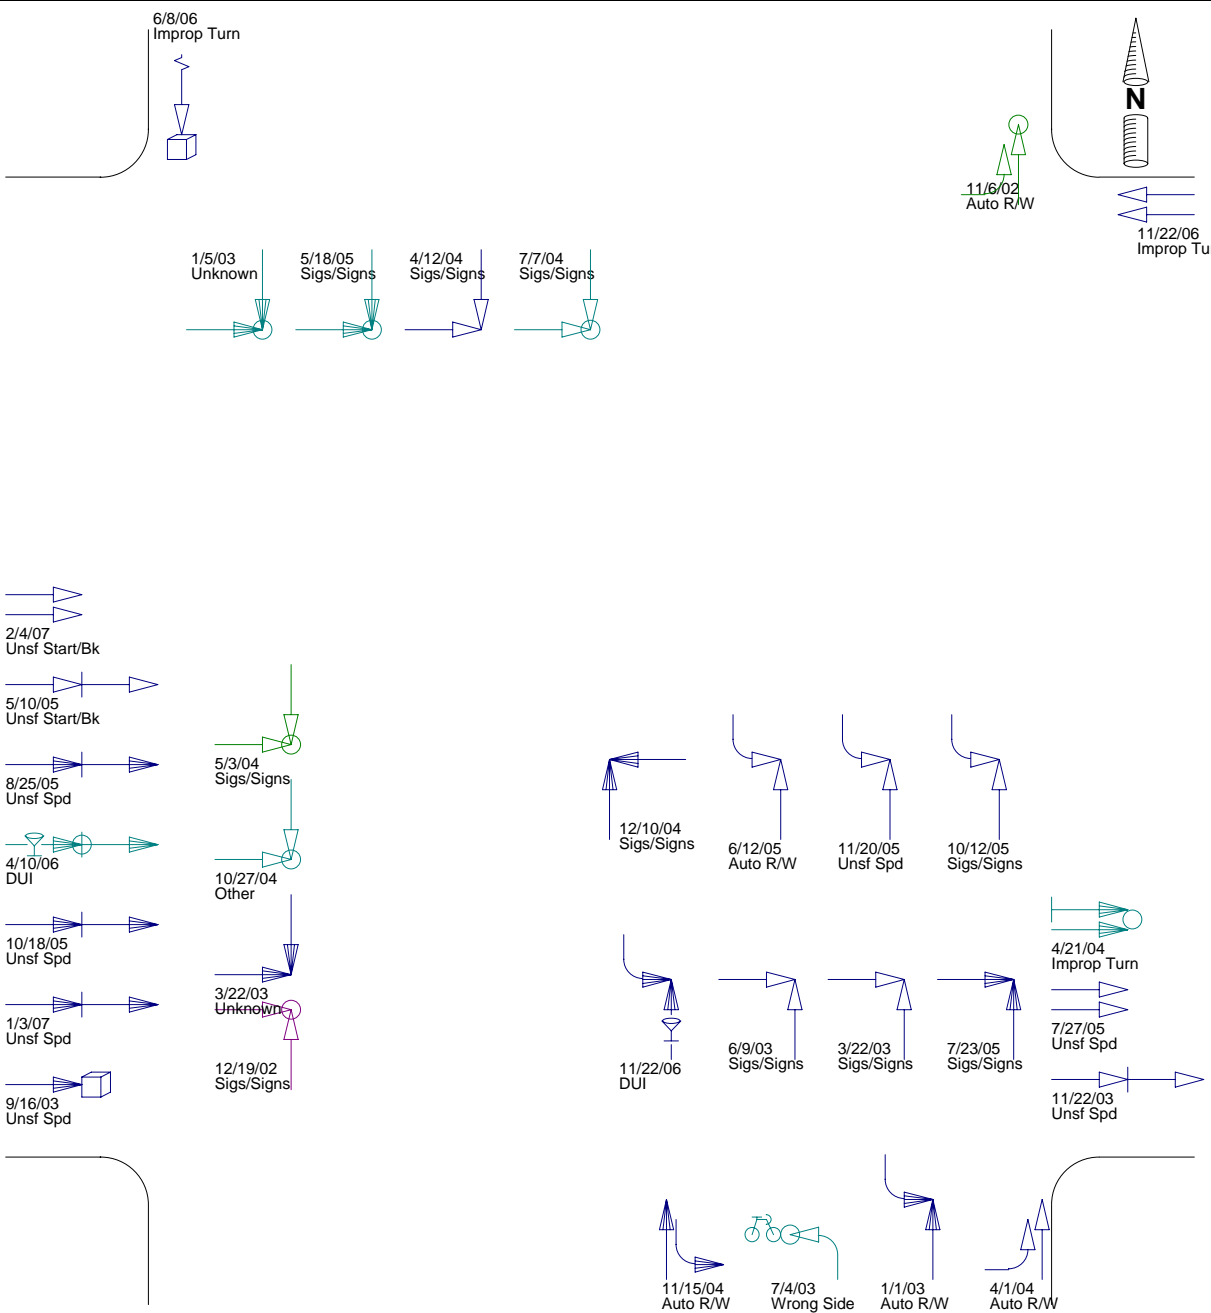 6/8/06
Improp Turn
N
11/6/02
Auto R/W
11/22/06
Improp Tu
1/5/03
Unknown
5/18/05
Sigs/Signs
4/12/04
Sigs/Signs
7/7/04
Sigs/Signs
2/4/07
Unsf Start/Bk
5/10/05
Unsf Start/Bk
8/25/05
Unsf Spd
4/10/06
DUI
10/18/05
Unsf Spd
1/3/07
Unsf Spd
9/16/03
Unsf Spd
5/3/04
Sigs/Signs
10/27/04
Other
3/22/03
Unknown
12/19/02
Sigs/Signs
12/10/04
Sigs/Signs
6/12/05
Auto R/W
11/20/05
Unsf Spd
10/12/05
Sigs/Signs
11/22/06
DUI
6/9/03
Sigs/Signs
3/22/03
Sigs/Signs
7/23/05
Sigs/Signs
4/21/04
Improp Turn
7/27/05
Unsf Spd
11/22/03
Unsf Spd
11/15/04
Auto R/W
7/4/03
Wrong Side
1/1/03
Auto R/W
4/1/04
Auto R/W